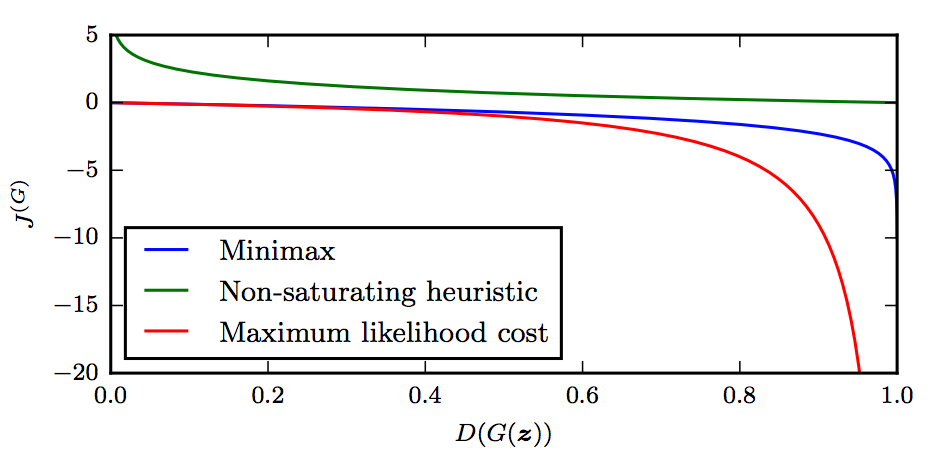 5
0
−5
−10
−15
−20
J(G)
Minimax
Non-saturating heuristic
Maximum likelihood cost
0.0 0.2 0.4 0.6 0.8 1.0
D(G(z))